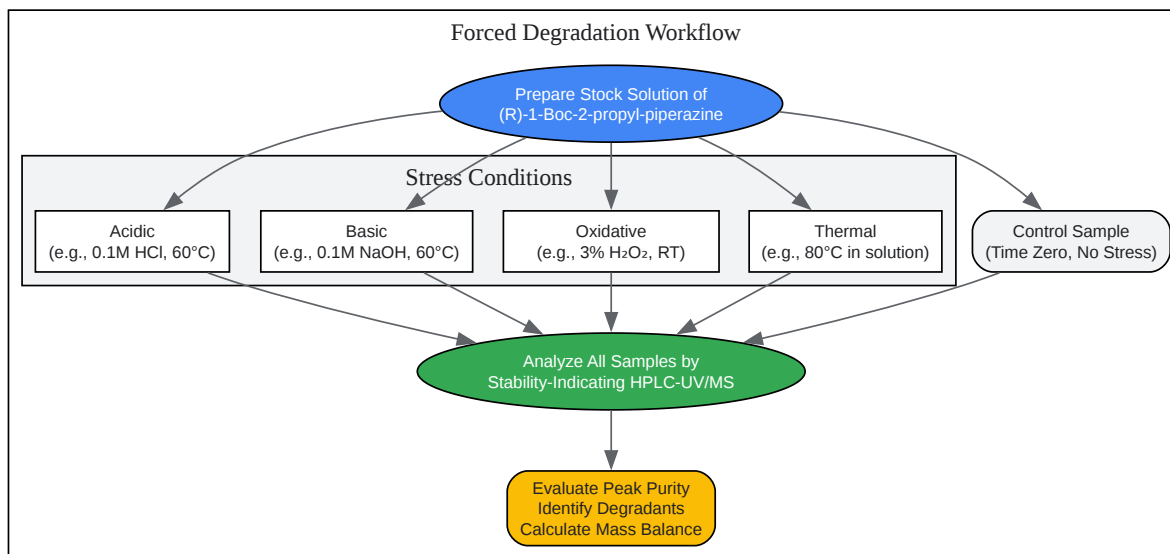 Forced Degradation Workflow
Prepare Stock Solution of
(R)-1-Boc-2-propyl-piperazine
Stress Conditions
Acidic
(e.g., 0.1M HCl, 60°C)
Basic
(e.g., 0.1M NaOH, 60°C)
Oxidative
(e.g., 3% H₂O₂, RT)
Thermal
(e.g., 80°C in solution)
Control Sample
(Time Zero, No Stress)
Analyze All Samples by
Stability-Indicating HPLC-UV/MS
Evaluate Peak Purity
Identify Degradants
Calculate Mass Balance